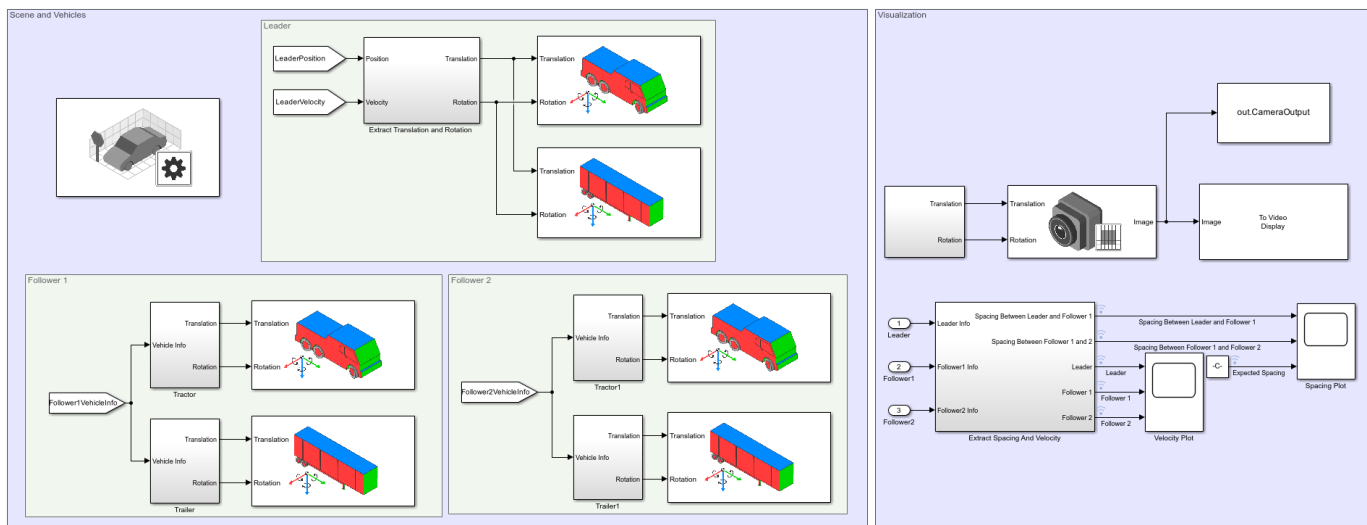 Scene and Vehicles
Leader
LeaderPosition
LeaderVelocity
Position
Velocity
Translation
Rotation
Extract Translation and Rotation
Translation
Rotation
Translation
Rotation
Follower 1
Follower1VehicleInfo
Vehicle Info
Translation
Rotation
Tractor
Translation
Rotation
Vehicle Info
Translation
Rotation
Trailer
Translation
Rotation
Follower 2
Follower2VehicleInfo
Vehicle Info
Translation
Rotation
Tractor1
Translation
Rotation
Vehicle Info
Translation
Rotation
Trailer1
Translation
Rotation
Visualization
out.CameraOutput
Translation
Rotation
Translation
Rotation
Image
Image
To Video
Display
1
Leader
2
Follower1
3
Follower2
Leader Info
Follower1 Info
Follower2 Info
Spacing Between Leader and Follower 1
Spacing Between Follower 1 and 2
Leader
Follower 1
Follower 2
Extract Spacing And Velocity
Spacing Between Leader and Follower 1
Spacing Between Follower 1 and Follower 2
Leader
Follower 1
Follower 2
Velocity Plot
-C-
Expected Spacing
Spacing Plot